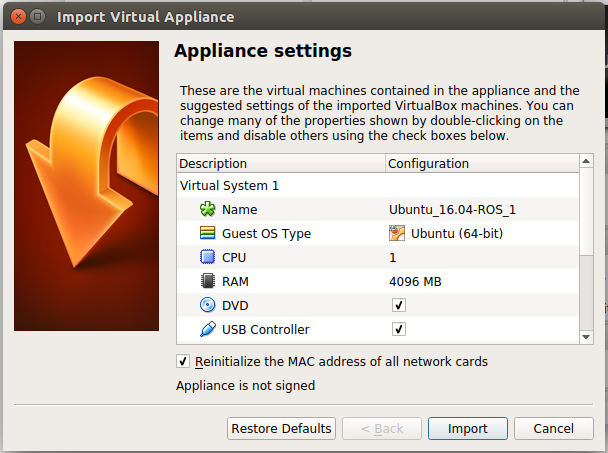 Import Virtual Appliance
Appliance settings
These are the virtual machines contained in the appliance and the
suggested settings of the imported VirtualBox machines. You can
change many of the properties shown by double-clicking on the
items and disable others using the check boxes below.
Description Configuration
Virtual System 1
Name Ubuntu_16.04-ROS_1
Guest OS Type Ubuntu (64-bit)
CPU 1
RAM 4096 MB
DVD
USB Controller
Reinitialize the MAC address of all network cards
Appliance is not signed
Restore Defaults < Back Import Cancel